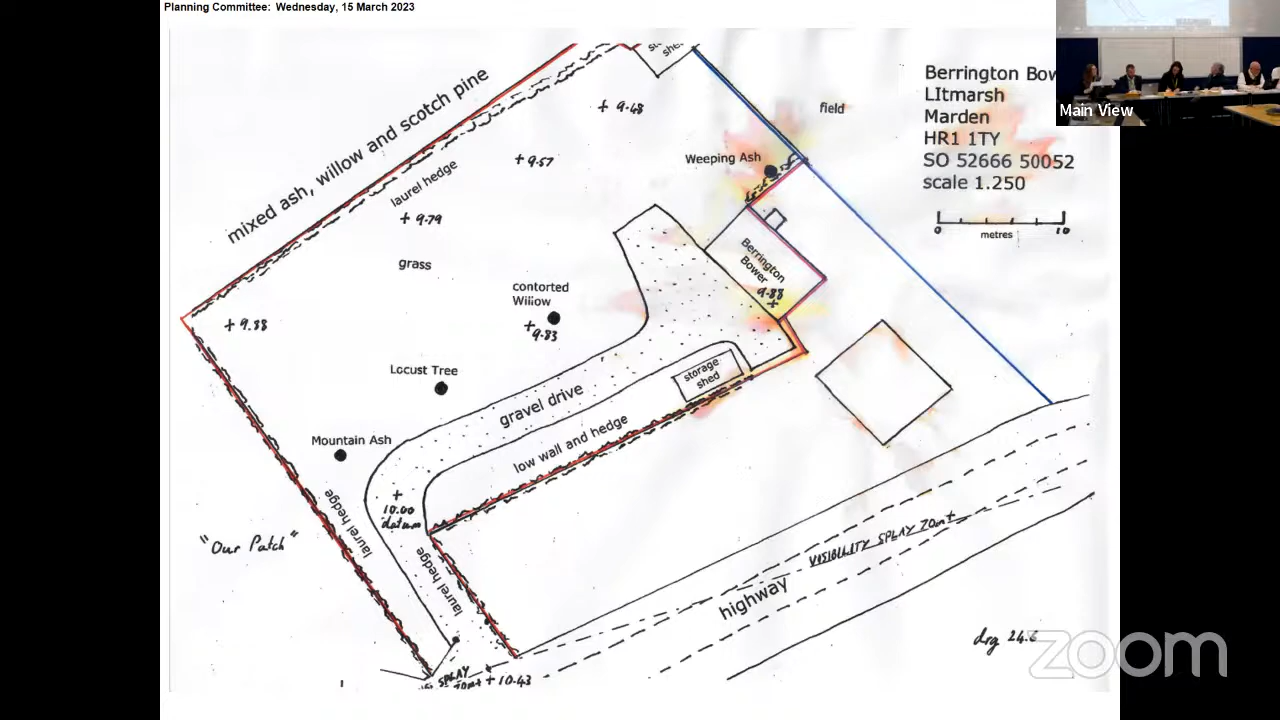 Planning Committee: Wednesday, 15 March 2023
Main View
Berrington Bow
LItmarsh
Marden
HR1 1TY
SO 52666 50052
scale 1.250
0 10
metres
mixed ash, willow and scotch pine
laurel hedge
+ 9.48
field
+ 9.57
Weeping Ash
+ 9.79
grass
Berrington
Bower
9.88
+
contorted
Willow
+ 9.83
+ 9.88
Locust Tree
storage
shed
gravel drive
low wall and hedge
Mountain Ash
+
10.00
datum
laurel hedge
laurel hedge
"Our Patch"
VISIBILITY SPLAY 70mt
highway
SPLAY
70mt + 10.43
drg 24.6
zoom